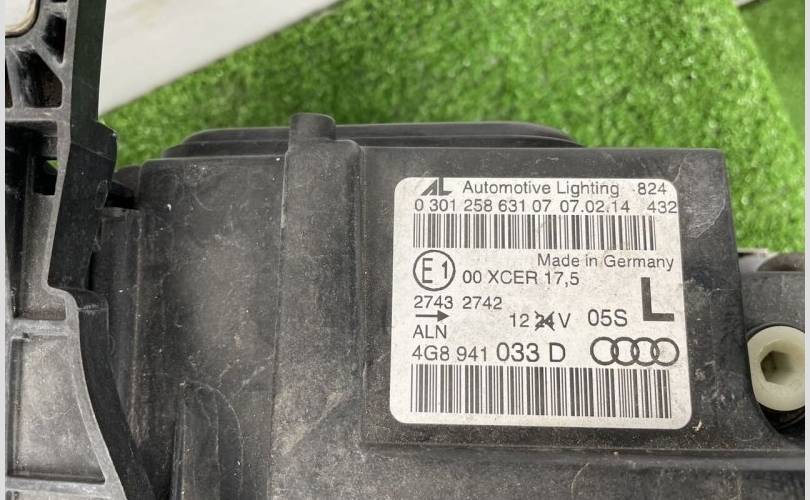 AL Automotive Lighting 824
0 301 258 631 07 07.02.14 432
Made in Germany
E1 00 XCER 17,5
2743 2742
L
→ 12 24 V 05S
ALN
4G8 941 033 D